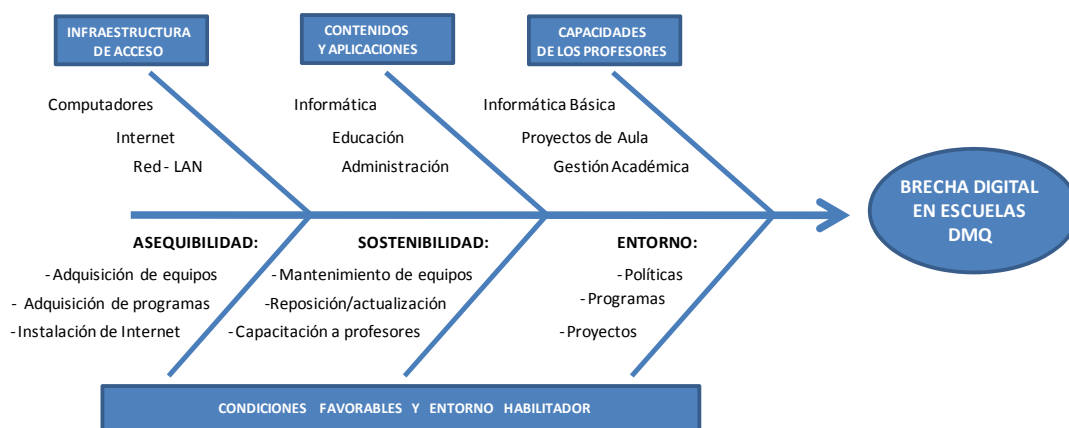 INFRAESTRUCTURA
DE ACCESO
CONTENIDOS
Y APLICACIONES
CAPACIDADES
DE LOS PROFESORES
Computadores
Internet
Red - LAN
Informática
Educación
Administración
Informática Básica
Proyectos de Aula
Gestión Académica
BRECHA DIGITAL
EN ESCUELAS
DMQ
ASEQUIBILIDAD:
- Adquisición de equipos
- Adquisición de programas
- Instalación de Internet
SOSTENIBILIDAD:
- Mantenimiento de equipos
- Reposición/actualización
- Capacitación a profesores
ENTORNO:
- Políticas
- Programas
- Proyectos
CONDICIONES FAVORABLES Y ENTORNO HABILITADOR